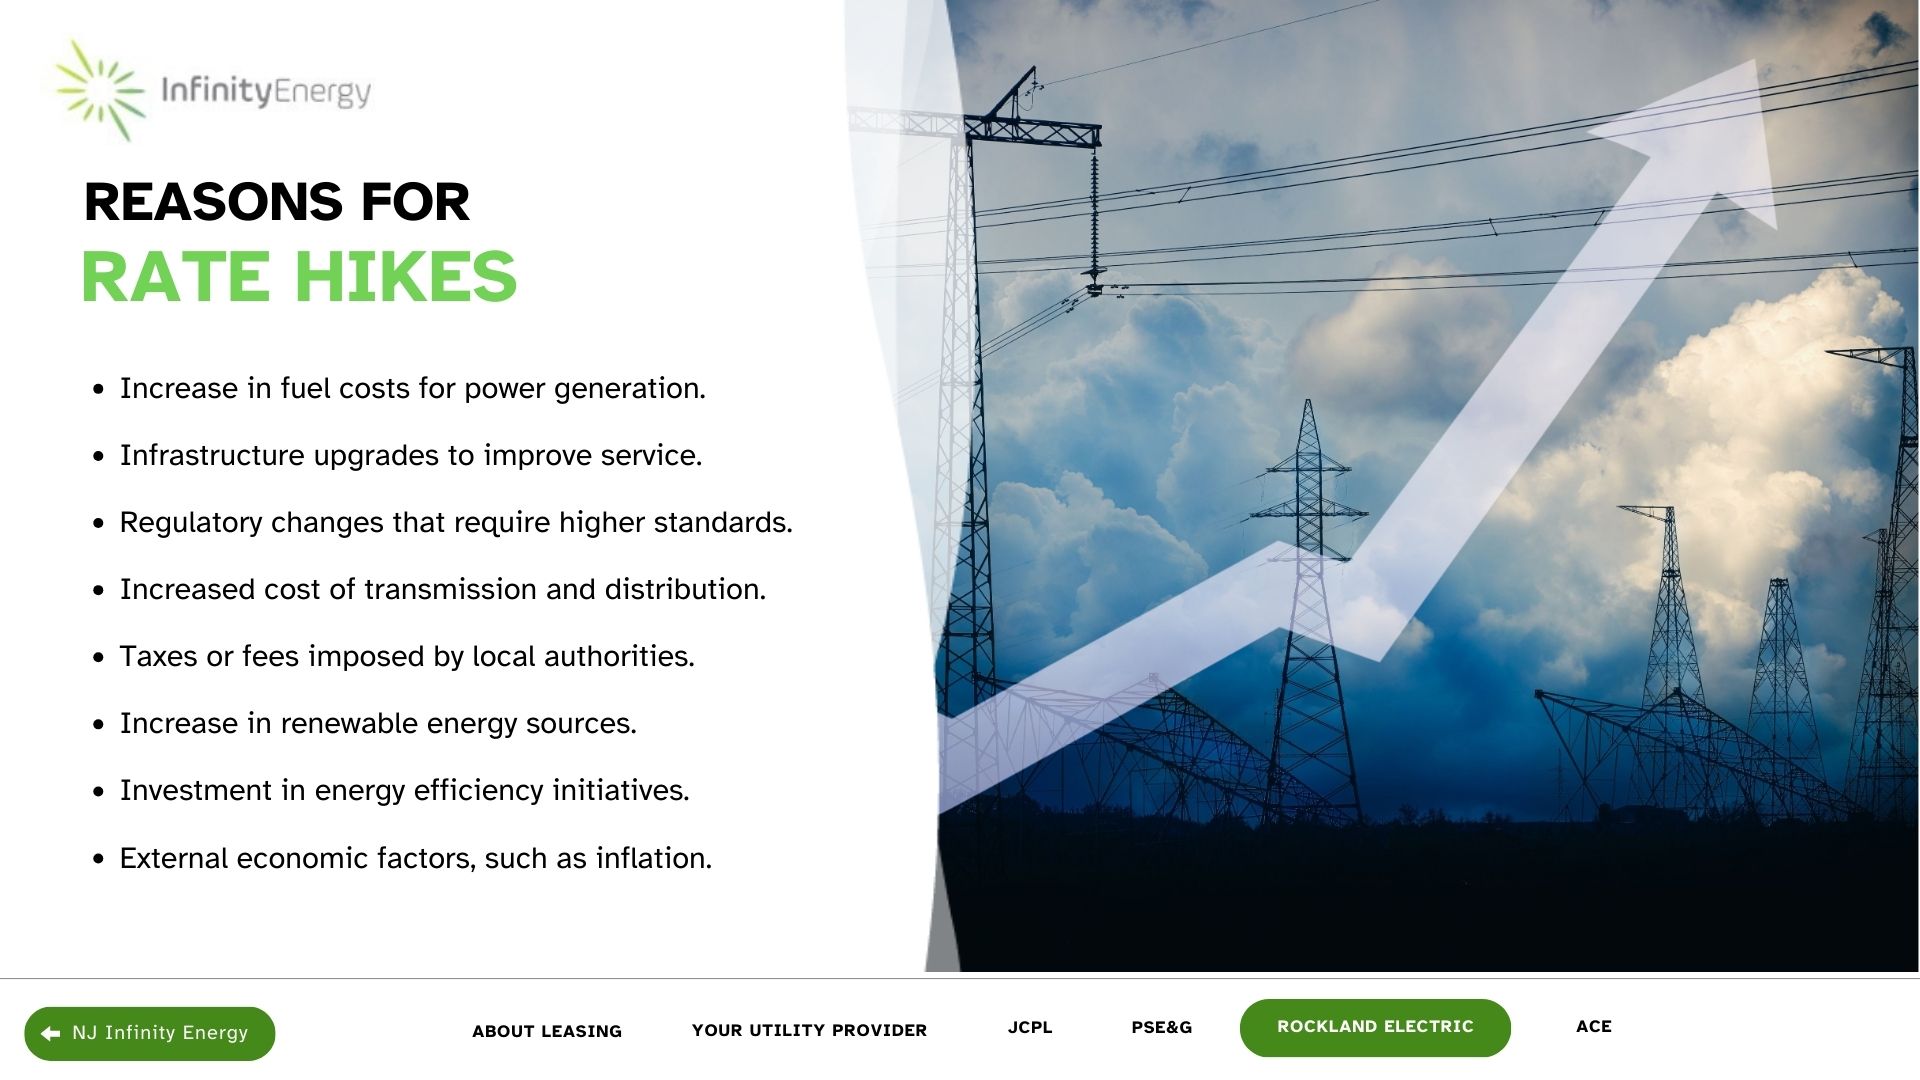 InfinityEnergy
REASONS FOR
RATE HIKES
• Increase in fuel costs for power generation.
• Infrastructure upgrades to improve service.
• Regulatory changes that require higher standards.
• Increased cost of transmission and distribution.
• Taxes or fees imposed by local authorities.
• Increase in renewable energy sources.
• Investment in energy efficiency initiatives.
• External economic factors, such as inflation.
NJ Infinity Energy
ABOUT LEASING
YOUR UTILITY PROVIDER
JCPL
PSE&G
ROCKLAND ELECTRIC
ACE